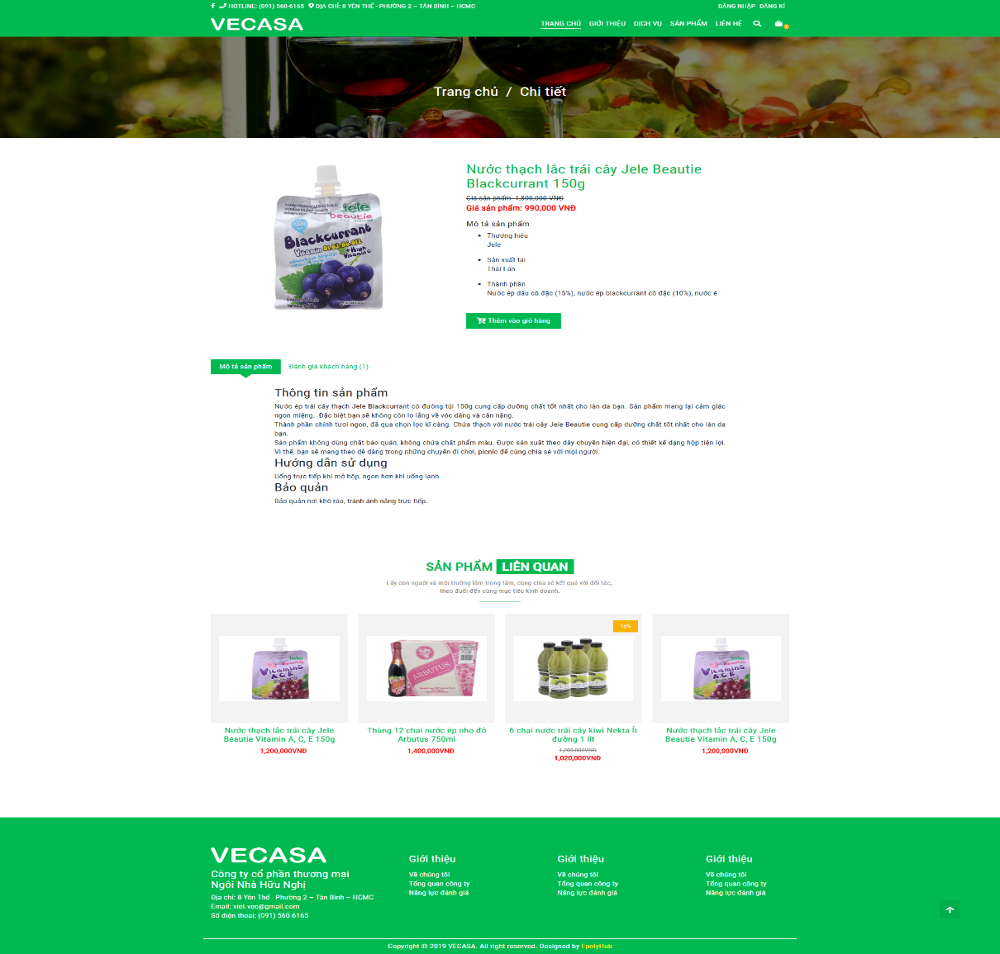 HOTLINE: (091) 560-6165 ĐỊA CHỈ: 8 YÊN THẾ - PHƯỜNG 2 – TÂN BÌNH – HCMC
ĐĂNG NHẬP ĐĂNG KÍ
VECASA
TRANG CHỦ GIỚI THIỆU DỊCH VỤ SẢN PHẨM LIÊN HỆ
Trang chủ / Chi tiết
Jele
beautie
Blackcurrant
Vitamin B1.B2.B6.B12
+High
Vitamin C
Nước thạch lắc trái cây Jele Beautie
Blackcurrant 150g
Giá sản phẩm: 1,800,000 VNĐ
Giá sản phẩm: 990,000 VNĐ
Mô tả sản phẩm
Thương hiệu
Jele
Sản xuất tại
Thái Lan
Thành phần
Nước ép dâu cô đặc (15%), nước ép blackcurrant cô đặc (10%), nước é
Thêm vào giỏ hàng
Mô tả sản phẩm
Đánh giá khách hàng (1)
Thông tin sản phẩm
Nước ép trái cây thạch Jele Blackcurrant có đường túi 150g cung cấp dưỡng chất tốt nhất cho làn da bạn. Sản phẩm mang lại cảm giác
ngon miệng. Đặc biệt bạn sẽ không còn lo lắng về vóc dáng và cân nặng.
Thành phần chính tươi ngon, đã qua chọn lọc kĩ càng. Chứa thạch với nước trái cây Jele Beautie cung cấp dưỡng chất tốt nhất cho làn da
bạn.
Sản phẩm không dùng chất bảo quản, không chứa chất phẩm màu. Được sản xuất theo dây chuyền hiện đại, có thiết kế dạng hộp tiện lợi.
Vì thế, bạn sẽ mang theo dễ dàng trong những chuyến đi chơi, picnic để cùng chia sẻ với mọi người.
Hướng dẫn sử dụng
Uống trực tiếp khi mở hộp, ngon hơn khi uống lạnh.
Bảo quản
Bảo quản nơi khô ráo, tránh ánh nắng trực tiếp.
SẢN PHẨM LIÊN QUAN
Lấy con người và môi trường làm trọng tâm, cùng chia sẻ kết quả với đối tác,
theo đuổi đến cùng mục tiêu kinh doanh.
Vitamins
A.C.E
ARBUTUS
15%
Vitamins
A.C.E
Nước thạch lắc trái cây Jele
Beautie Vitamin A, C, E 150g
1,200,000VNĐ
Thùng 12 chai nước ép nho đỏ
Arbutus 750ml
1,400,000VNĐ
6 chai nước trái cây kiwi Nekta Ít
đường 1 lít
1,200,000VNĐ
1,020,000VNĐ
Nước thạch lắc trái cây Jele
Beautie Vitamin A, C, E 150g
1,200,000VNĐ
VECASA
Công ty cổ phần thương mại
Ngôi Nhà Hữu Nghị
Địa chỉ: 8 Yên Thế - Phường 2 – Tân Bình – HCMC
Email: viet.vec@gmail.com
Số điện thoại: (091) 560-6165
Giới thiệu
Về chúng tôi
Tổng quan công ty
Năng lực đánh giá
Giới thiệu
Về chúng tôi
Tổng quan công ty
Năng lực đánh giá
Giới thiệu
Về chúng tôi
Tổng quan công ty
Năng lực đánh giá
Copyright © 2019 VECASA. All right reserved. Designed by FpolyHub